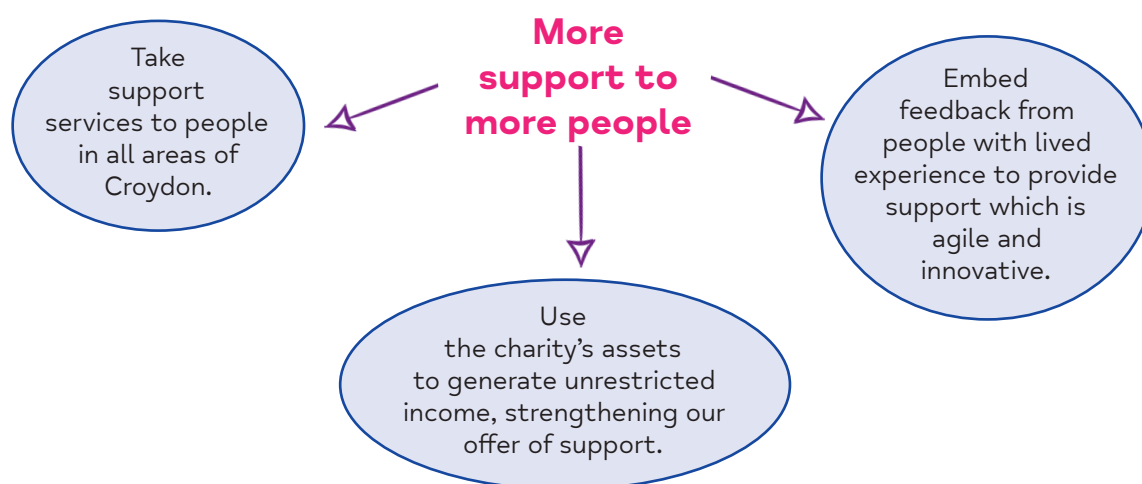 More
support to
more people
Take
support
services to people
in all areas of
Croydon.
Use
the charity’s assets
to generate unrestricted
income, strengthening our
offer of support.
Embed
feedback from
people with lived
experience to provide
support which is
agile and
innovative.